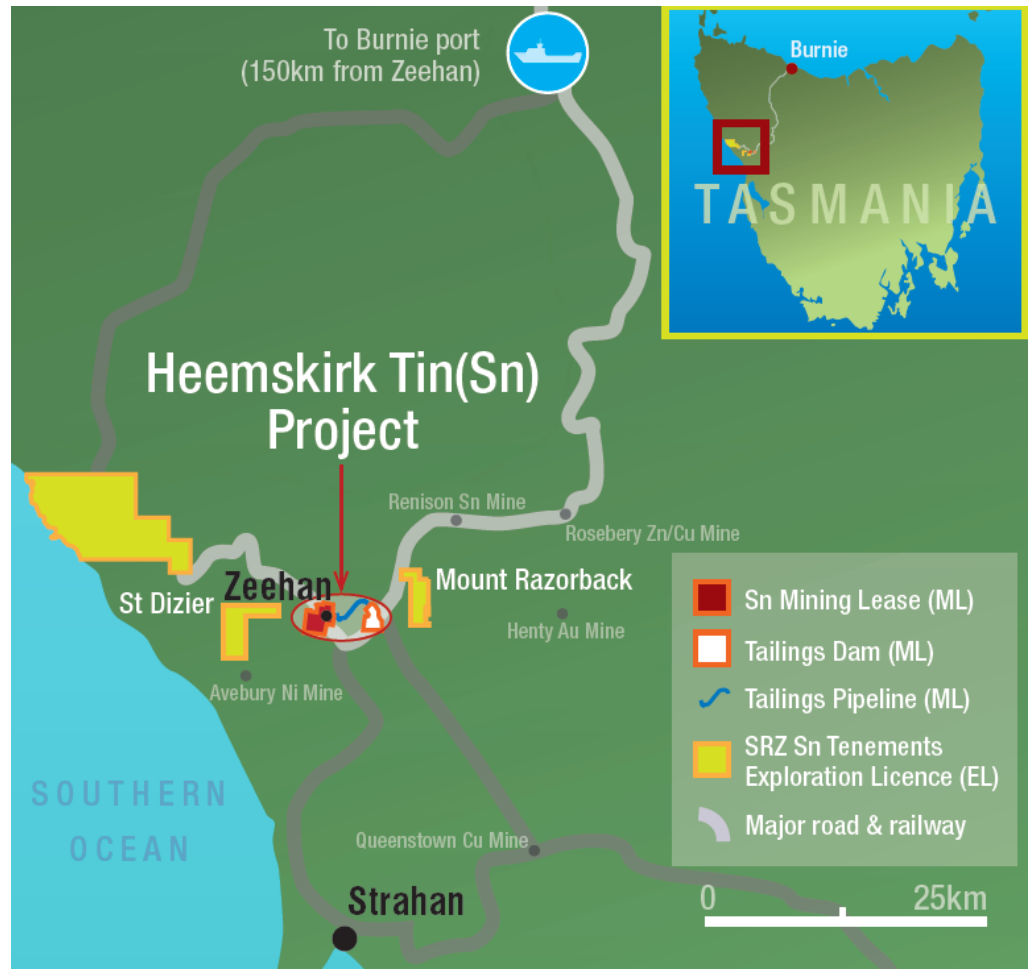 To Burnie port
(150km from Zeehan)
Burnie
TASMANIA
Heemskirk Tin(Sn)
Project
Renison Sn Mine
Rosebery Zn/Cu Mine
St Dizier
Zeehan
Mount Razorback
Henty Au Mine
Avebury Ni Mine
SOUTHERN
OCEAN
Queenstown Cu Mine
Strahan
Sn Mining Lease (ML)
Tailings Dam (ML)
Tailings Pipeline (ML)
SRZ Sn Tenements
Exploration Licence (EL)
Major road & railway
0 25km